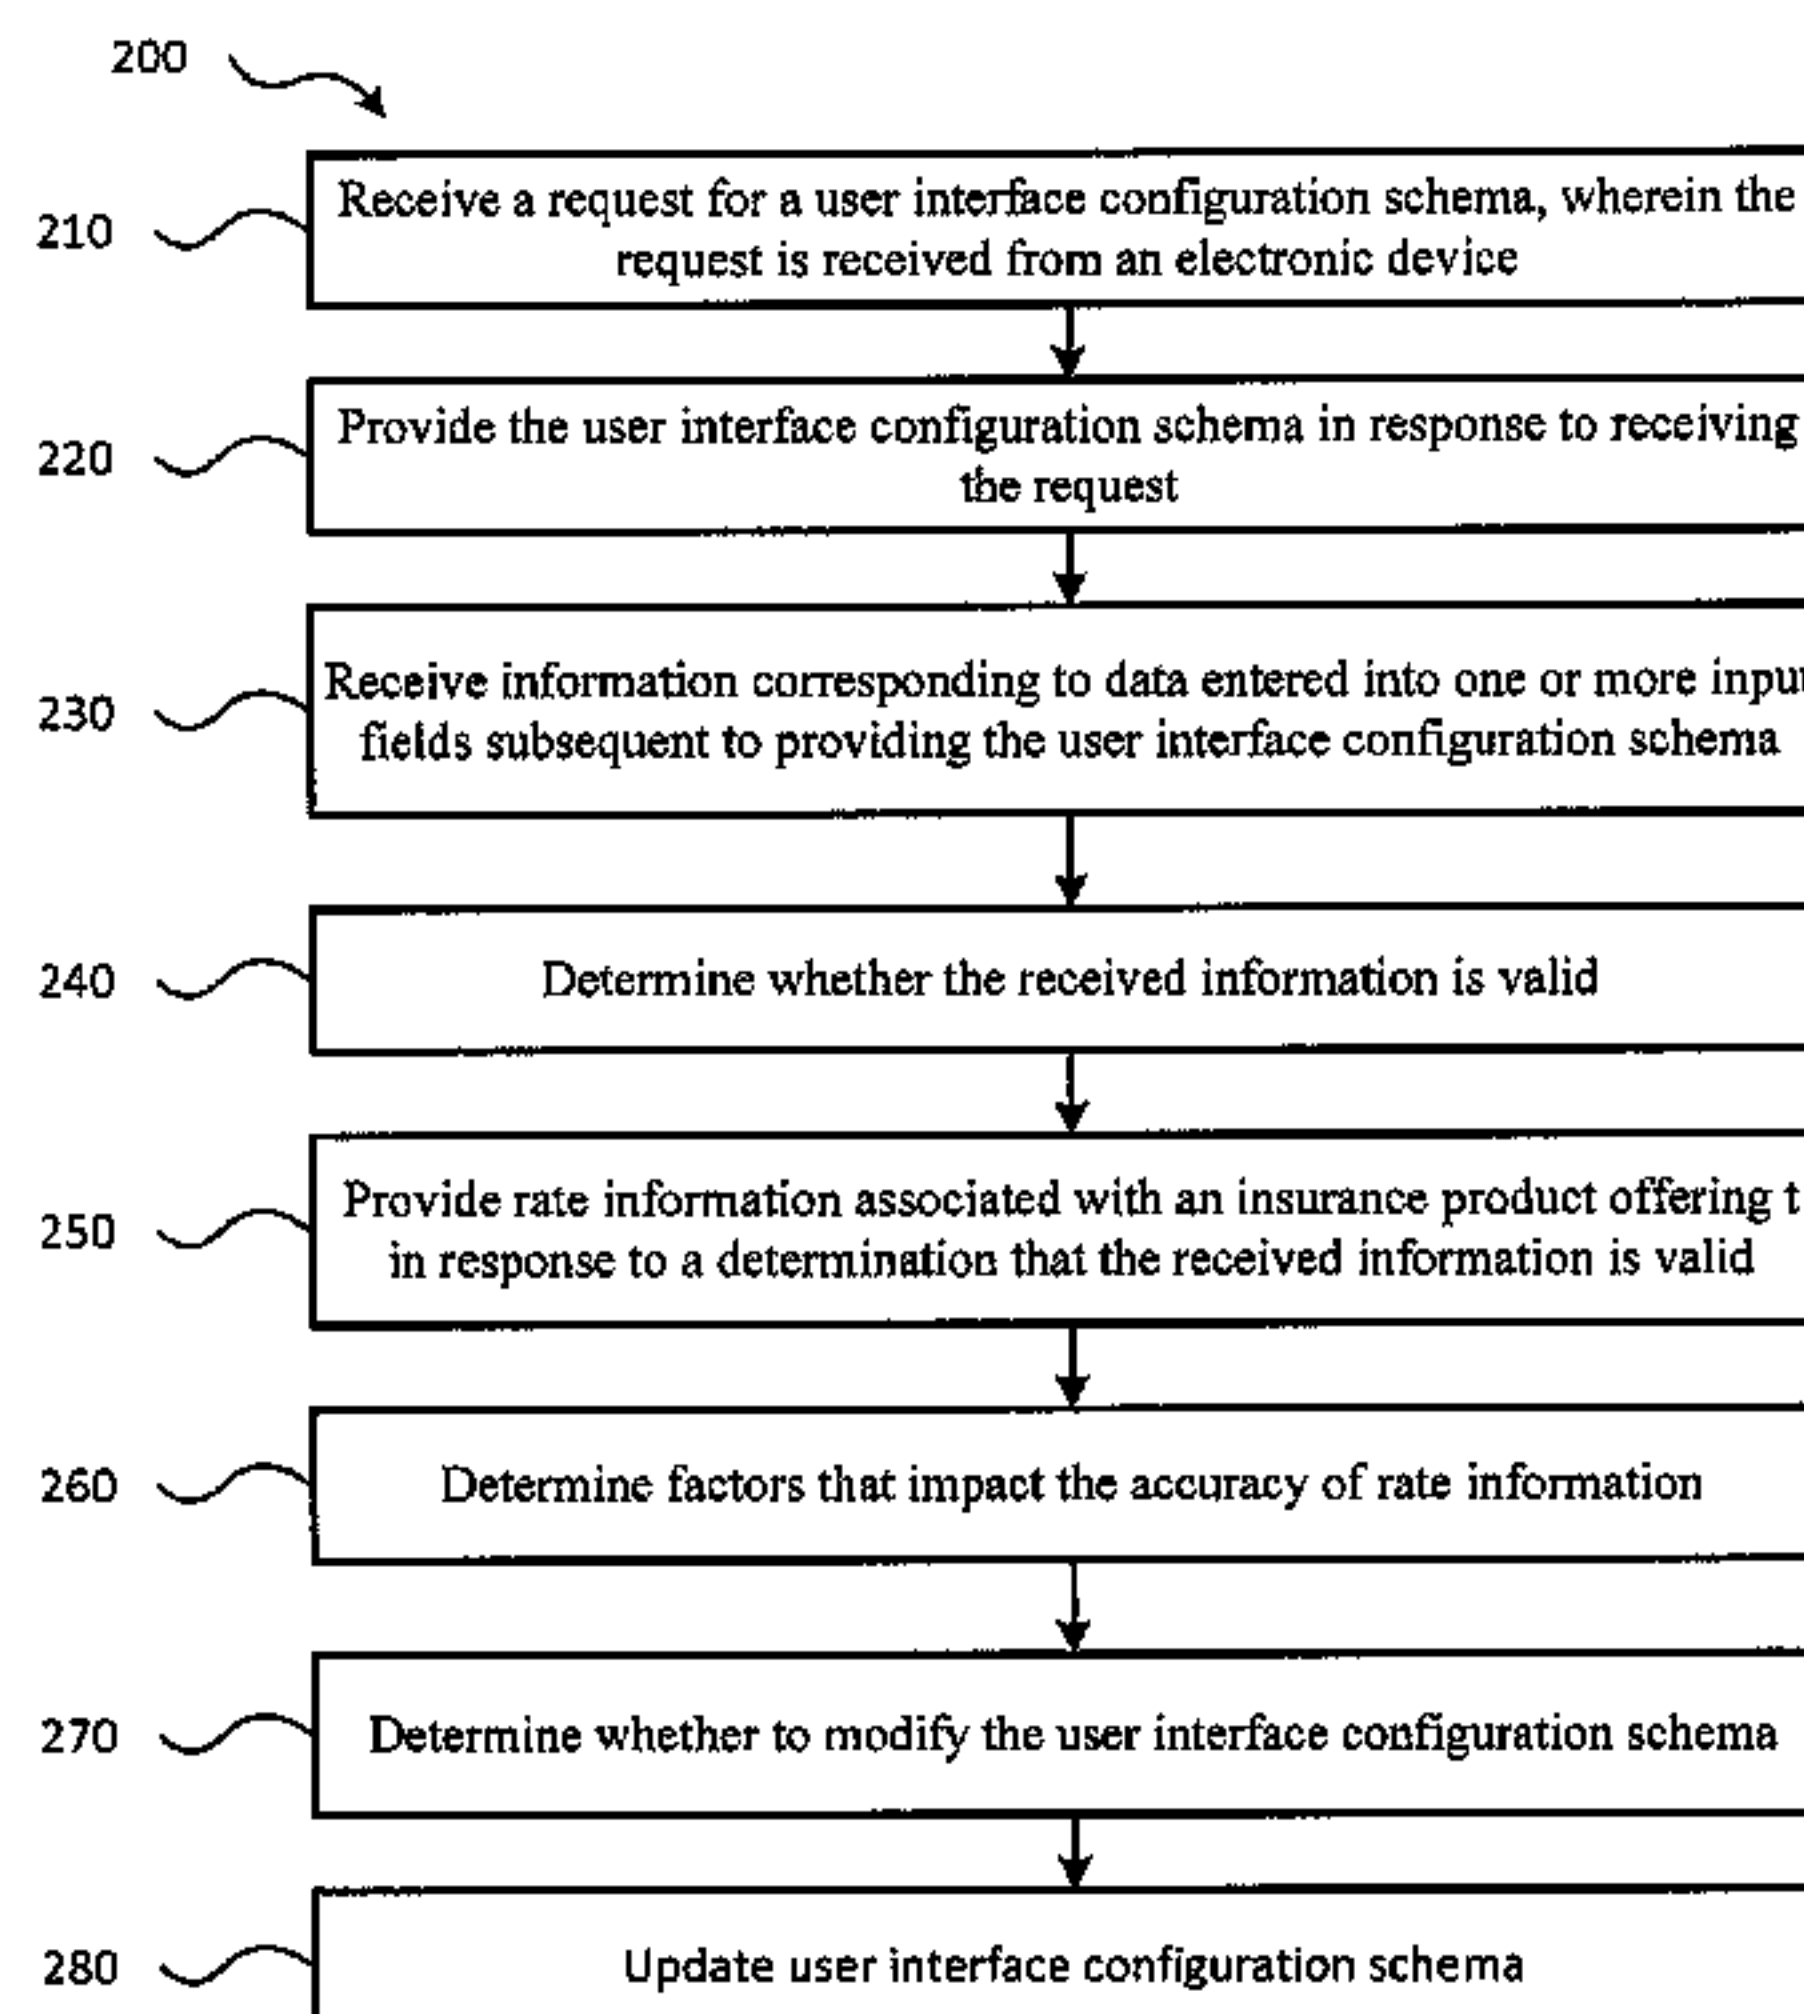 200
210
Receive a request for a user interface configuration schema, wherein the
request is received from an electronic device
220
Provide the user interface configuration schema in response to receiving
the request
230
Receive information corresponding to data entered into one or more input
fields subsequent to providing the user interface configuration schema
240
Determine whether the received information is valid
250
Provide rate information associated with an insurance product offering t
in response to a determination that the received information is valid
260
Determine factors that impact the accuracy of rate information
270
Determine whether to modify the user interface configuration schema
280
Update user interface configuration schema